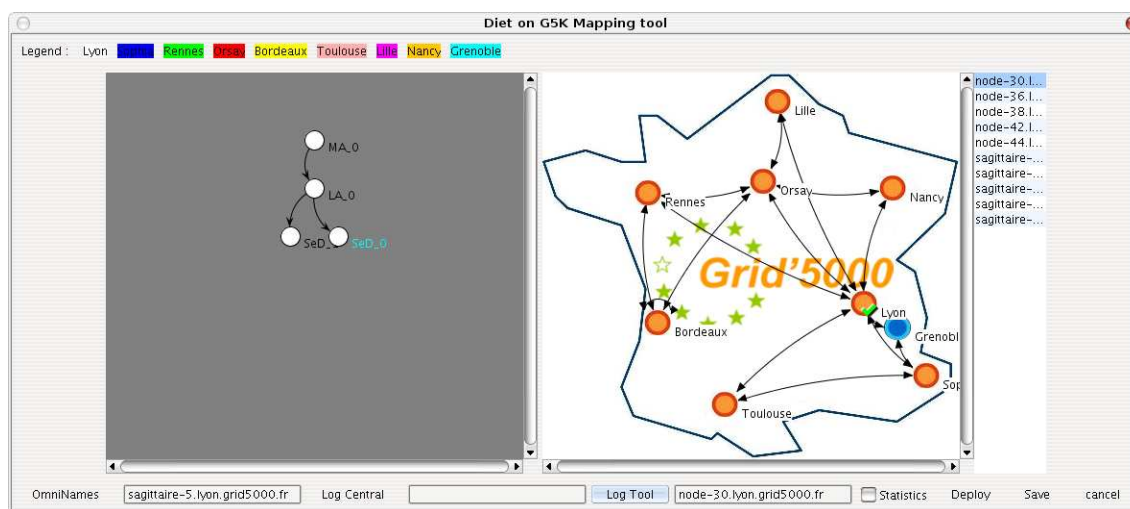 Diet on G5K Mapping tool
Legend : Lyon Sophia Rennes Orsay Bordeaux Toulouse Lille Nancy Grenoble
MA_0
LA_0
SeD_0
Lille
Orsay
Rennes
Nancy
Grid'5000
Lyon
Bordeaux
Grenobl
Sop
Toulouse
node-30.l...
node-36.l...
node-38.l...
node-42.l...
node-44.l...
sagittaire-...
sagittaire-...
sagittaire-...
sagittaire-...
sagittaire-...
OmniNames sagittaire-5.lyon.grid5000.fr Log Central Log Tool node-30.lyon.grid5000.fr Statistics Deploy Save cancel